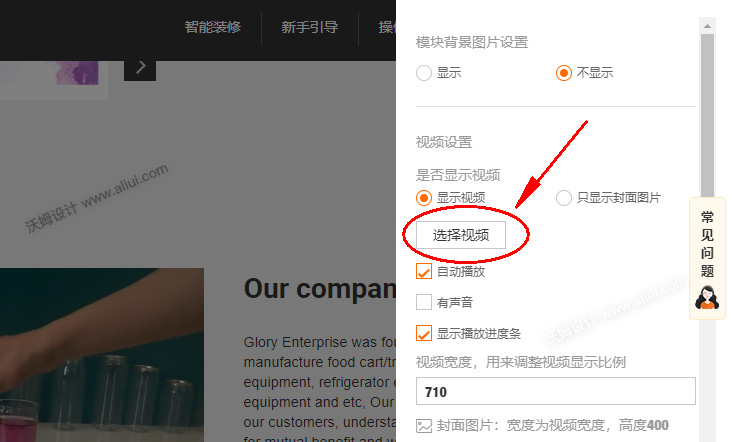 智能装修
新手引导
沃姆设计 www.allui.com
Our compan
Glory Enterprise was fou
manufacture food cart/tr
equipment, refrigerator e
equipment and etc, Our
our customers, understa
for mutual benefit and w
模块背景图片设置
显示
不显示
视频设置
是否显示视频
显示视频
只显示封面图片
选择视频
自动播放
有声音
显示播放进度条
沃姆设计 www.allui.com
视频宽度，用来调整视频显示比例
710
封面图片：宽度为视频宽度，高度400
常见问题